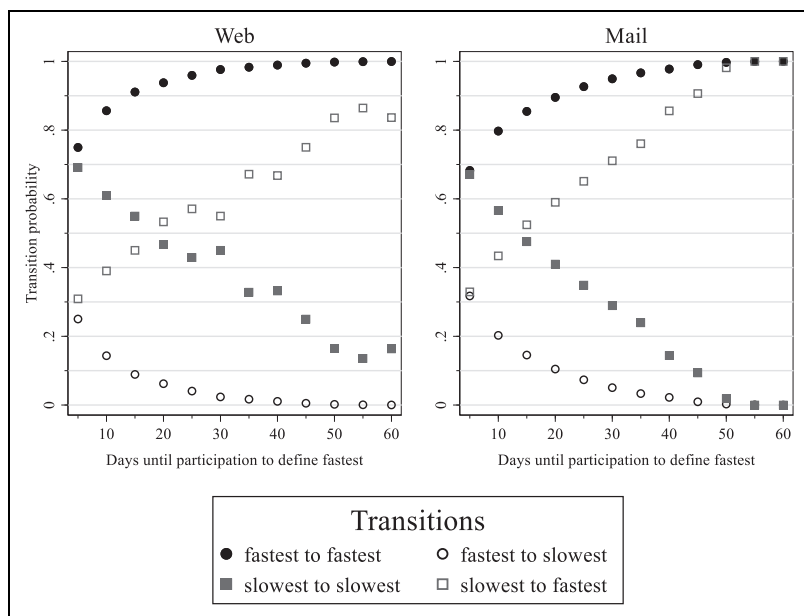 Web
Mail
Transition probability
1
.8
.6
.4
.2
0
10 20 30 40 50 60
Days until participation to define fastest
1
.8
.6
.4
.2
0
10 20 30 40 50 60
Days until participation to define fastest
Transitions
fastest to fastest
fastest to slowest
slowest to slowest
slowest to fastest